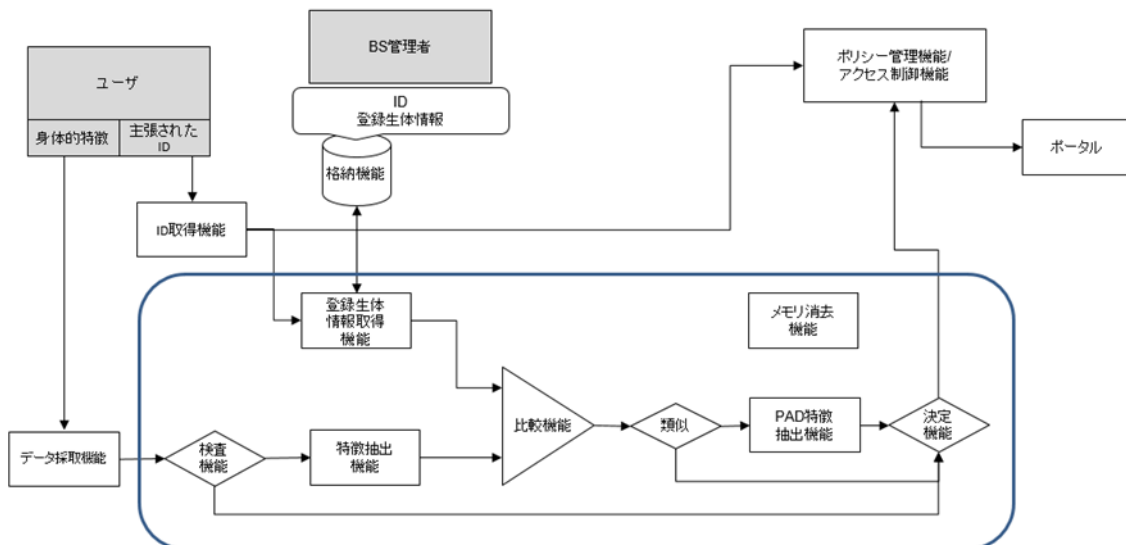 BS管理者
ポリシー管理機能/
アクセス制御機能
ユーザ
ID
登録生体情報
身体的特徴
主張された
ID
ポータル
格納機能
ID取得機能
登録生体
情報取得
機能
メモリ消去
機能
比較機能
類似
PAD特徴
抽出機能
決定
機能
データ採取機能
検査
機能
特徴抽出
機能